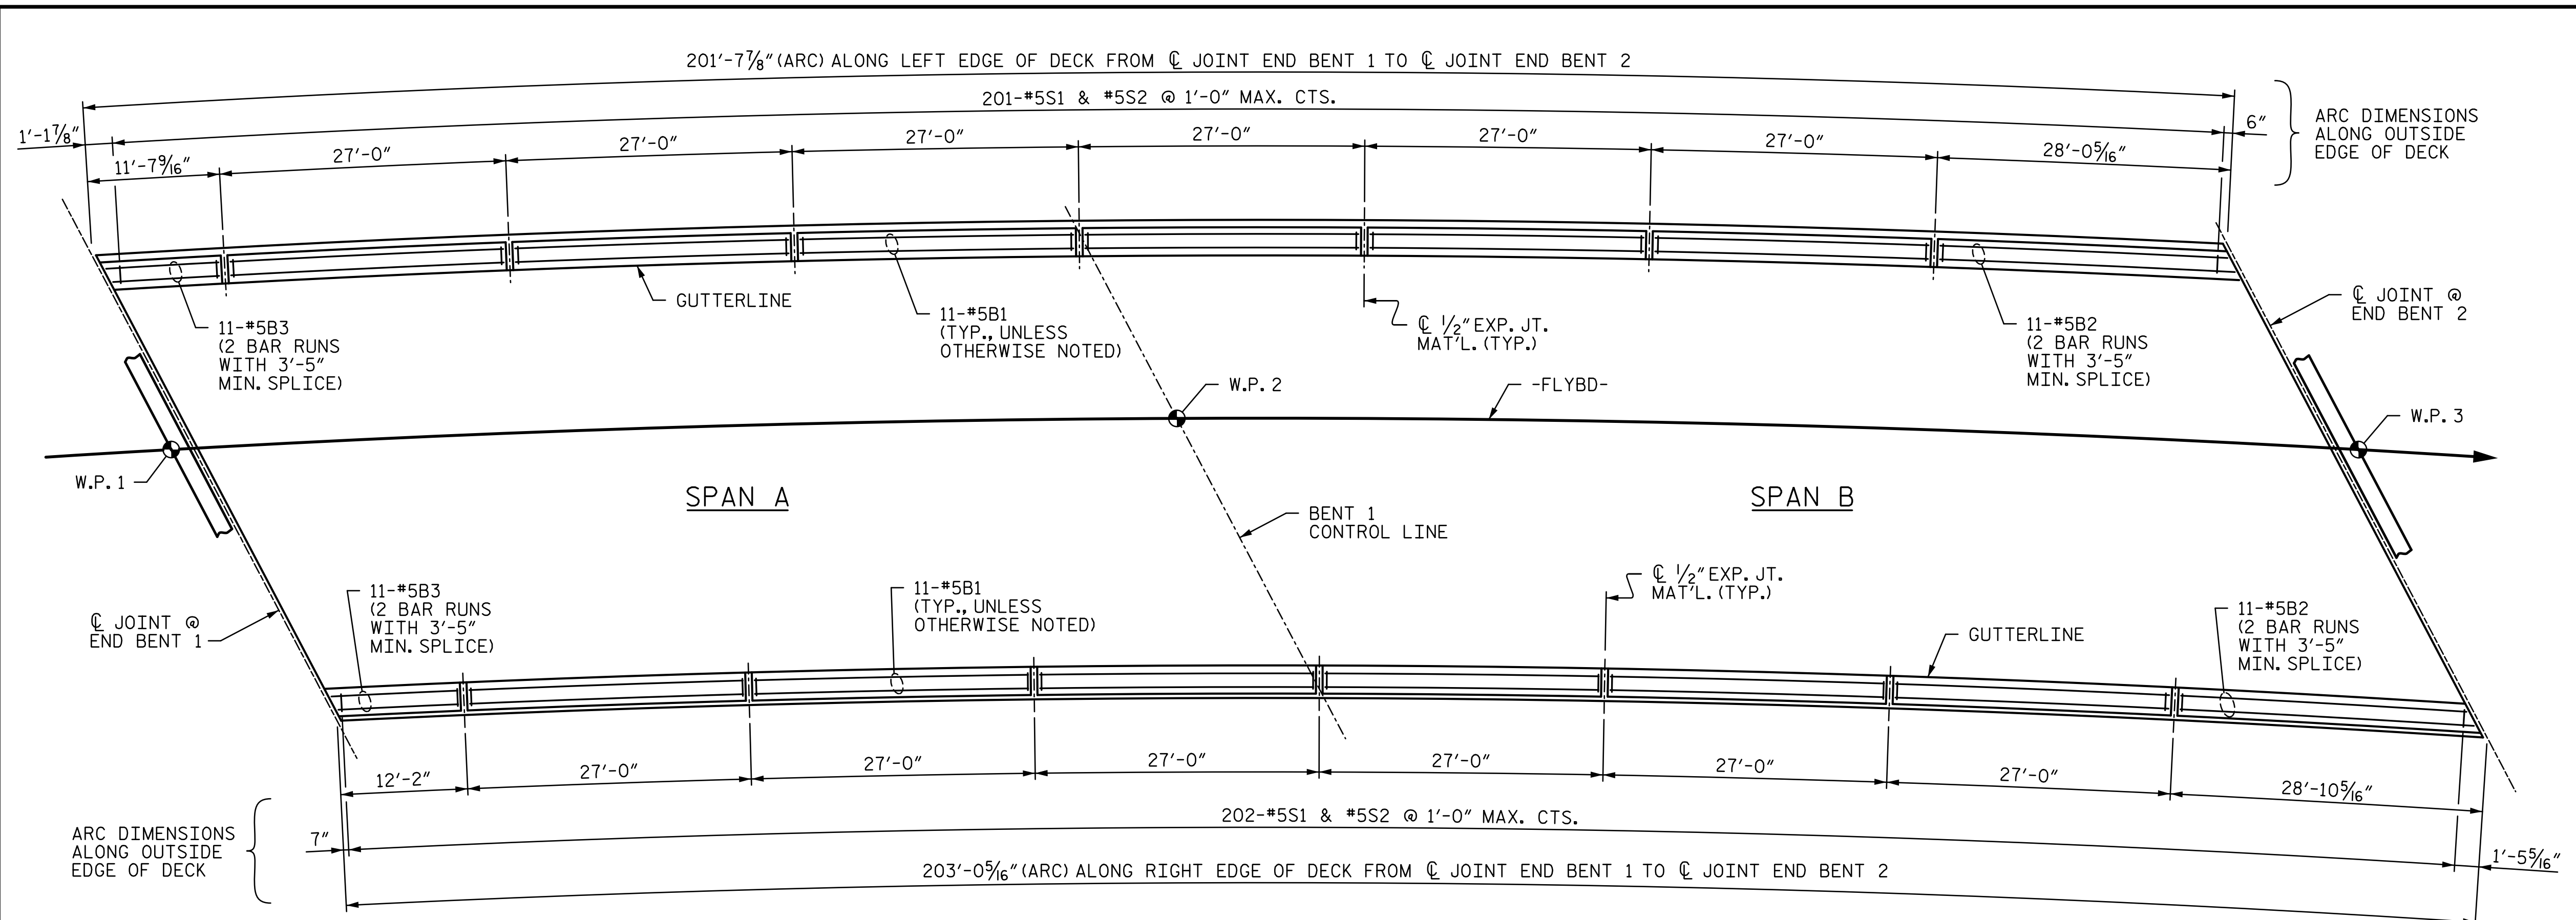 201′-7⅞″ (ARC) ALONG LEFT EDGE OF DECK FROM ℄ JOINT END BENT 1 TO ℄ JOINT END BENT 2
201-#5S1 & #5S2 @ 1′-0″ MAX. CTS.
1′-1⅞″
11′-7⁹⁄₁₆″
27′-0″
27′-0″
27′-0″
27′-0″
27′-0″
27′-0″
28′-0⁵⁄₁₆″
6″
ARC DIMENSIONS
ALONG OUTSIDE
EDGE OF DECK
GUTTERLINE
11-#5B3
(2 BAR RUNS
WITH 3′-5″
MIN. SPLICE)
11-#5B1
(TYP., UNLESS
OTHERWISE NOTED)
℄ ½″ EXP. JT.
MAT'L. (TYP.)
11-#5B2
(2 BAR RUNS
WITH 3′-5″
MIN. SPLICE)
℄ JOINT @
END BENT 2
W.P. 1
W.P. 2
-FLYBD-
W.P. 3
SPAN A
SPAN B
BENT 1
CONTROL LINE
℄ JOINT @
END BENT 1
11-#5B3
(2 BAR RUNS
WITH 3′-5″
MIN. SPLICE)
11-#5B1
(TYP., UNLESS
OTHERWISE NOTED)
℄ ½″ EXP. JT.
MAT'L. (TYP.)
GUTTERLINE
11-#5B2
(2 BAR RUNS
WITH 3′-5″
MIN. SPLICE)
12′-2″
27′-0″
27′-0″
27′-0″
27′-0″
27′-0″
27′-0″
28′-10⁵⁄₁₆″
ARC DIMENSIONS
ALONG OUTSIDE
EDGE OF DECK
7″
202-#5S1 & #5S2 @ 1′-0″ MAX. CTS.
1′-5⁵⁄₁₆″
203′-0⁵⁄₁₆″ (ARC) ALONG RIGHT EDGE OF DECK FROM ℄ JOINT END BENT 1 TO ℄ JOINT END BENT 2